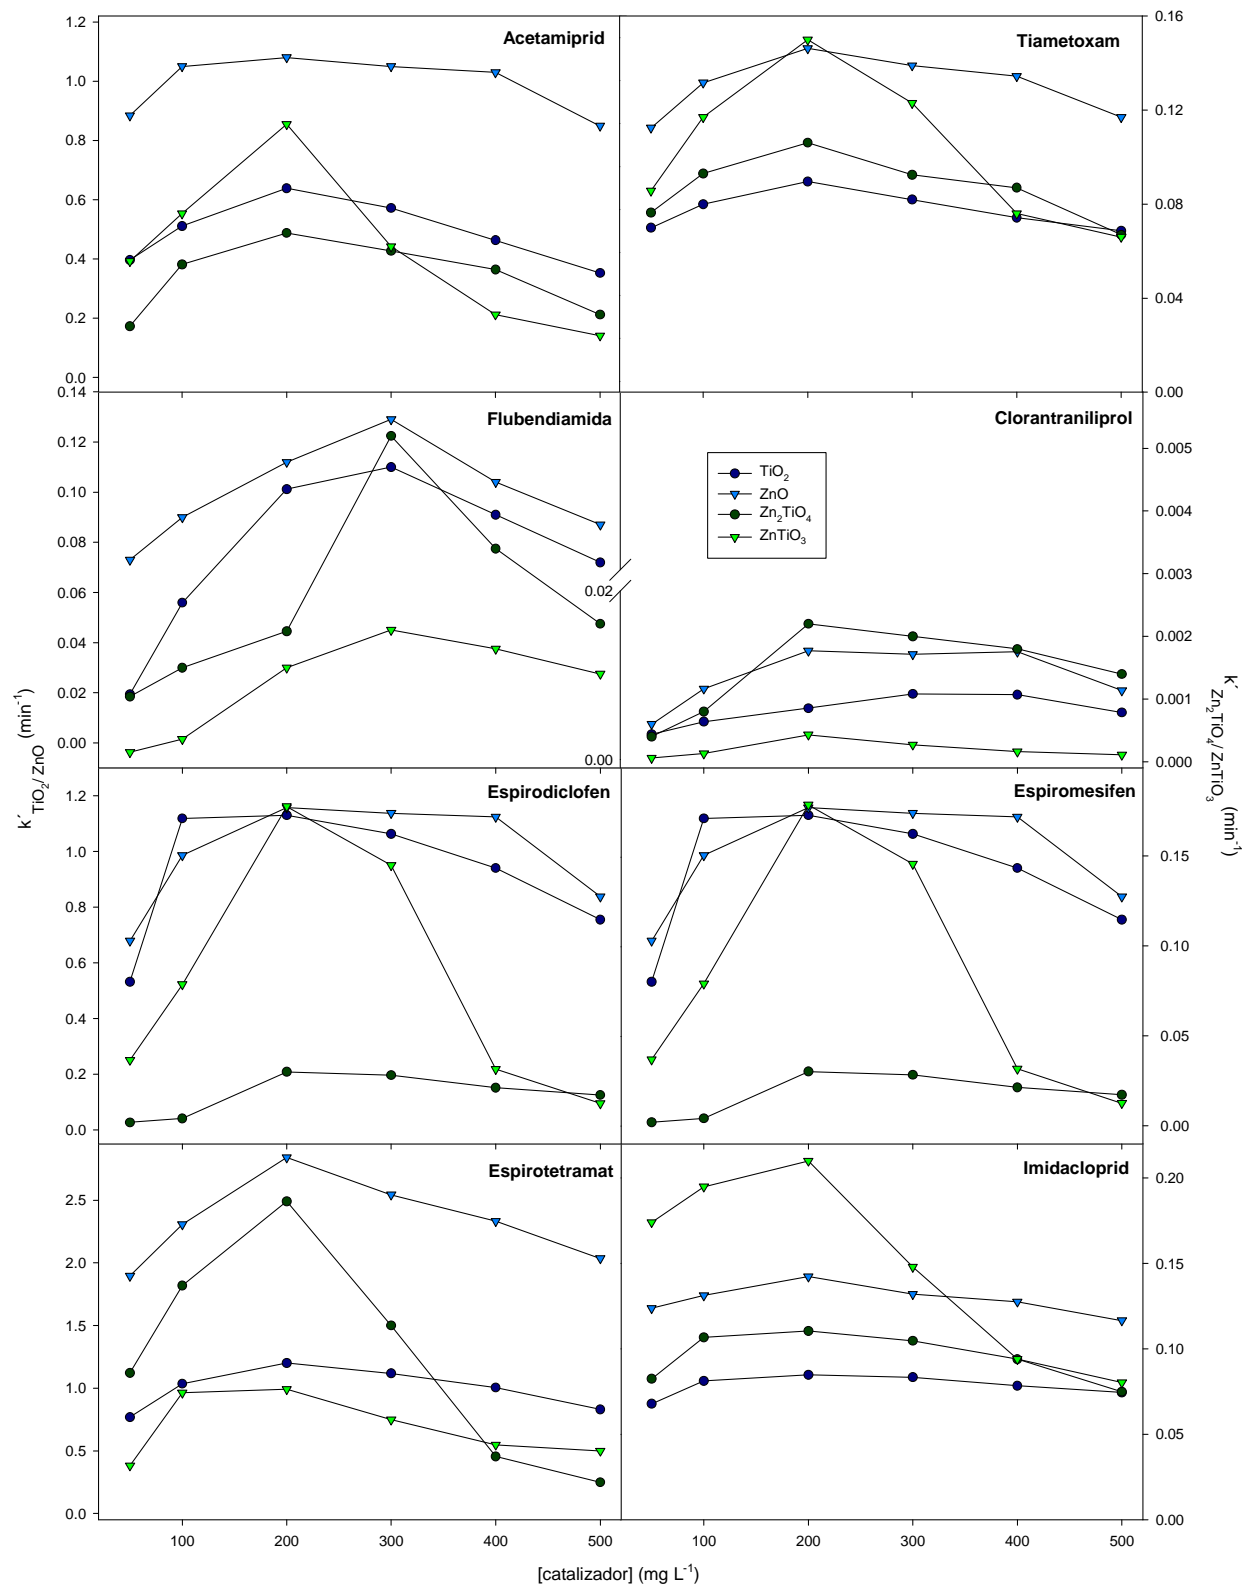 1.2
1.0
0.8
0.6
0.4
0.2
0.0
Acetamiprid
Tiametoxam
0.16
0.12
0.08
0.04
0.00
0.14
0.12
0.10
0.08
0.06
0.04
0.02
0.00
Flubendiamida
0.02
0.00
Clorantraniliprol
TiO2
ZnO
Zn2TiO4
ZnTiO3
0.005
0.004
0.003
0.002
0.001
0.000
k´TiO2/ ZnO (min-1)
k´Zn2TiO4/ ZnTiO3 (min-1)
1.2
1.0
0.8
0.6
0.4
0.2
0.0
Espirodiclofen
Espiromesifen
0.15
0.10
0.05
0.00
2.5
2.0
1.5
1.0
0.5
0.0
Espirotetramat
Imidacloprid
0.20
0.15
0.10
0.05
0.00
100 200 300 400 500
100 200 300 400 500
[catalizador] (mg L-1)